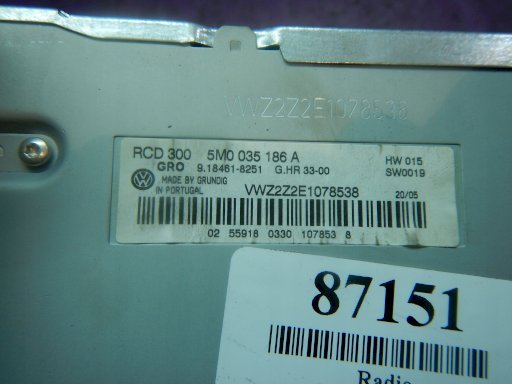 VWZ2Z2E1078538
RCD 300 5M0 035 186 A HW 015
GRO 9.18461-8251 G.HR 33-00 SW0019
MADE BY GRUNDIG
IN PORTUGAL VWZ2Z2E1078538 20/05
02 55918 0330 107853 8
87151
Radio